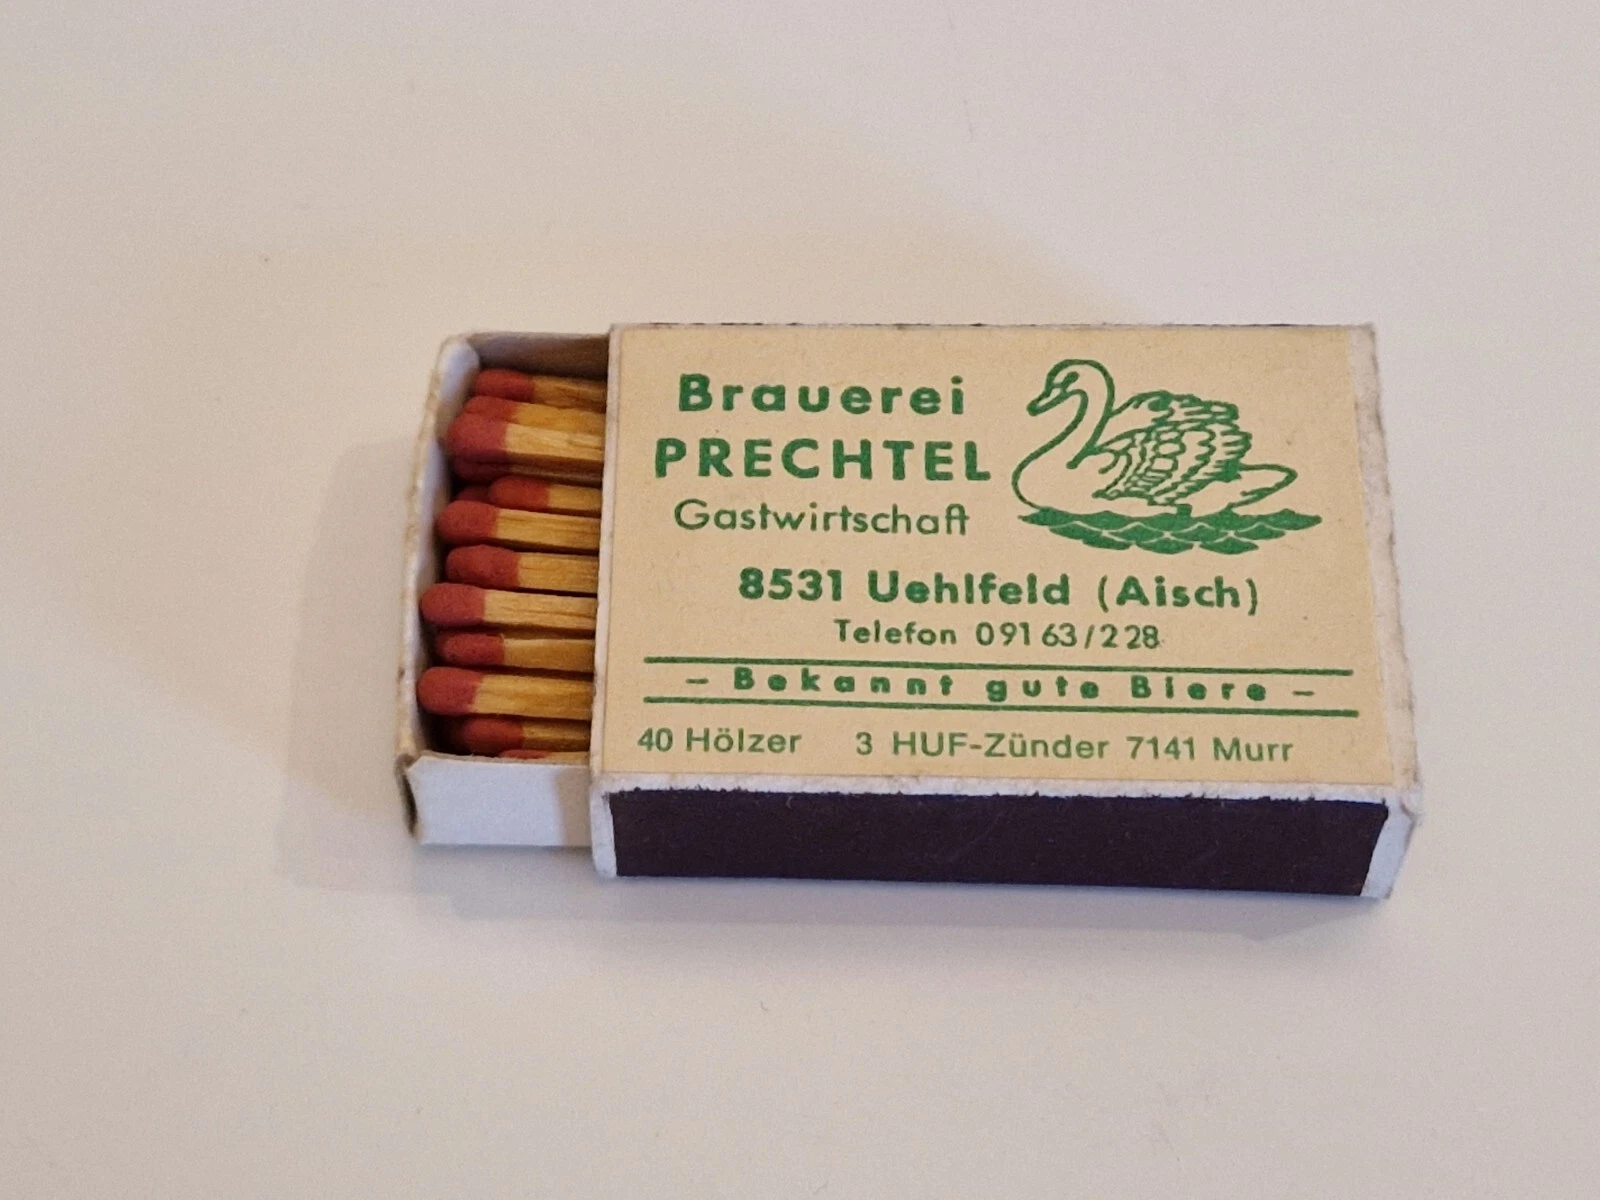 Brauerei
PRECHTEL
Gastwirtschaft
8531 Uehlfeld (Aisch)
Telefon 09163/228
– Bekannt gute Biere –
40 Hölzer 3 HUF-Zünder 7141 Murr